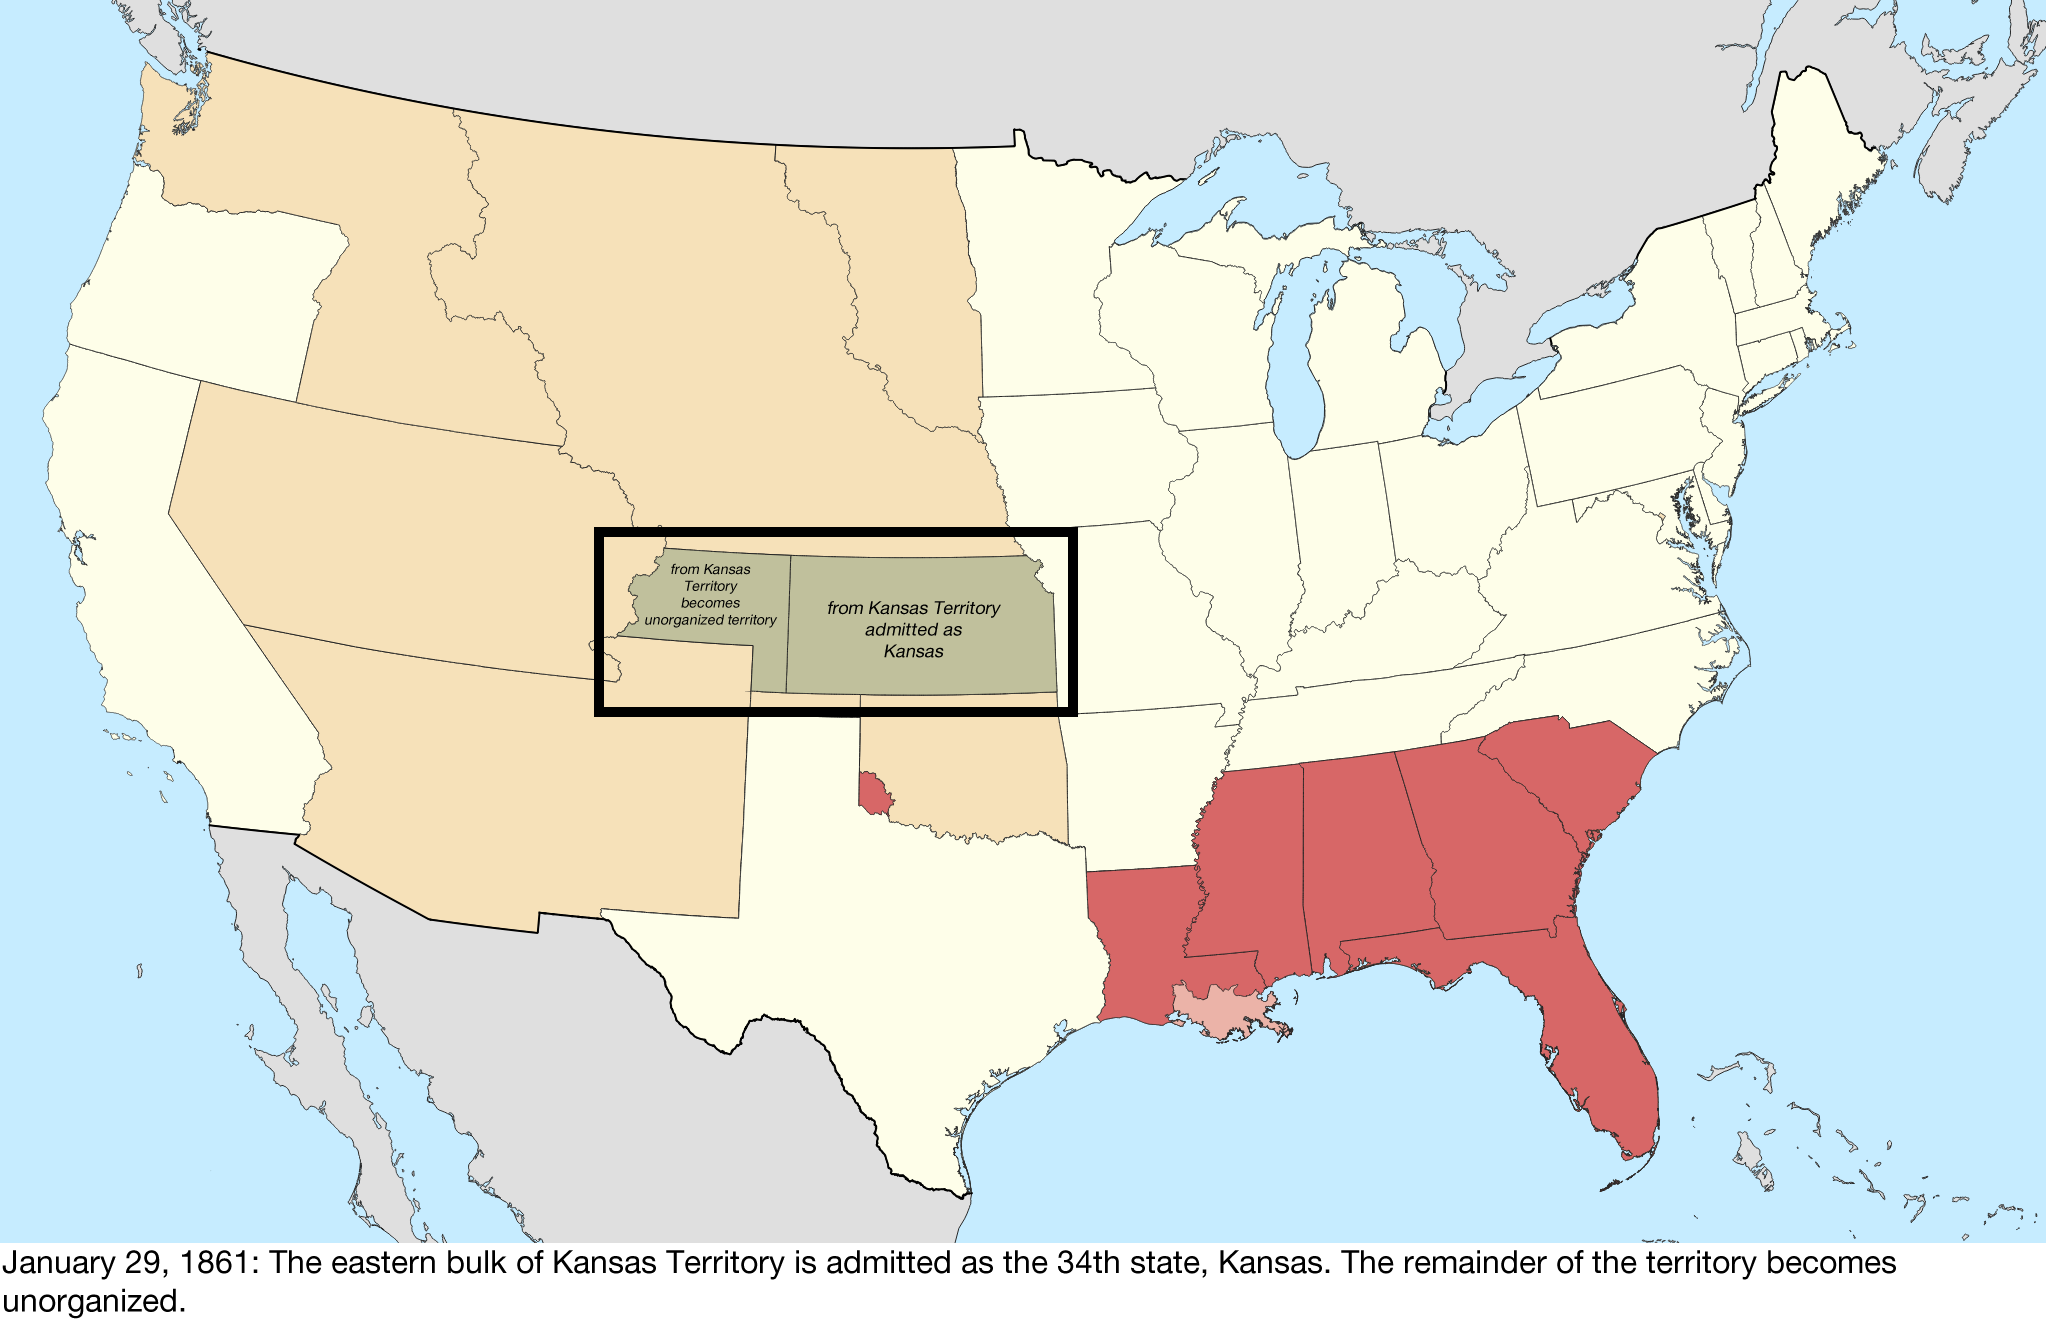 from Kansas
Territory
becomes
unorganized territory
from Kansas Territory
admitted as
Kansas
January 29, 1861: The eastern bulk of Kansas Territory is admitted as the 34th state, Kansas. The remainder of the territory becomes
unorganized.